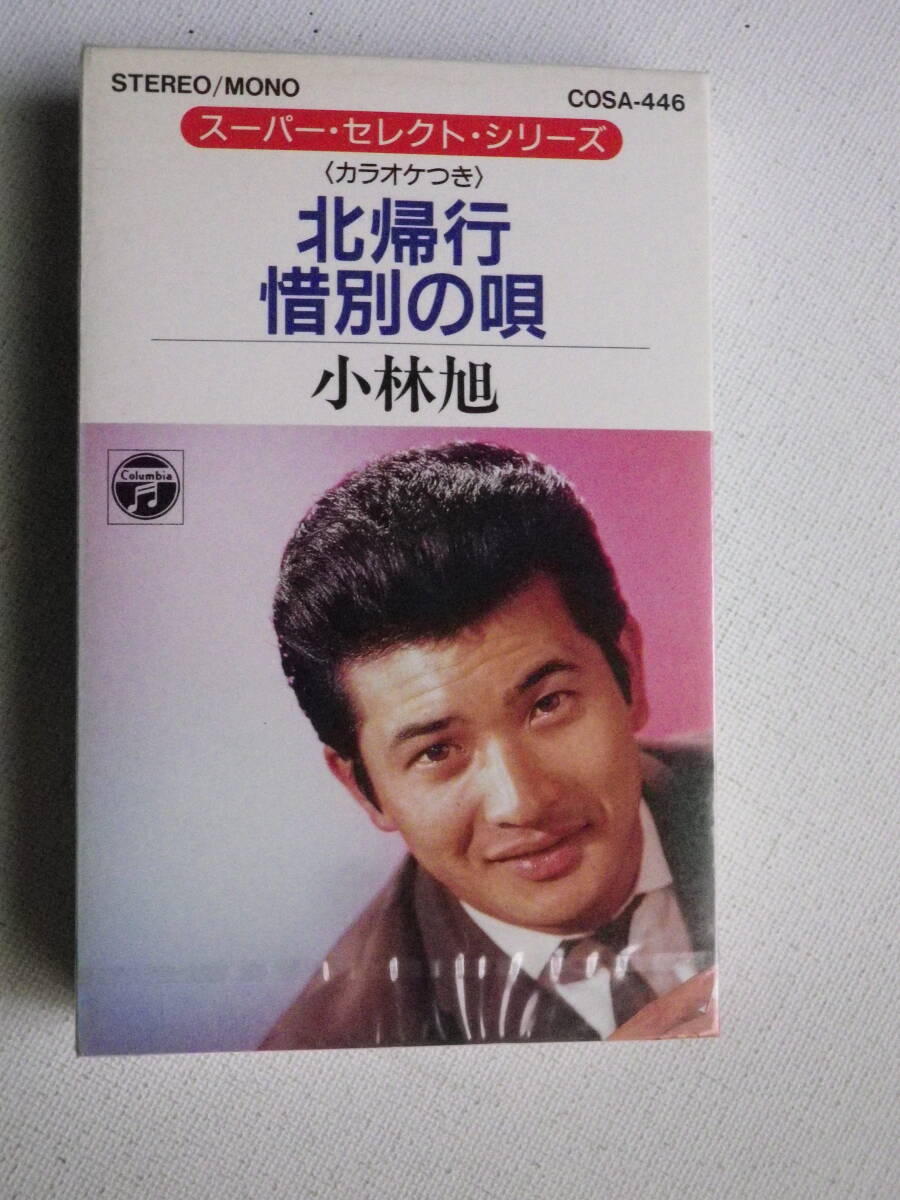 STEREO/MONO
COSA-446
スーパー・セレクト・シリーズ
〈カラオケつき〉
北帰行
惜別の唄
小林旭
Columbia